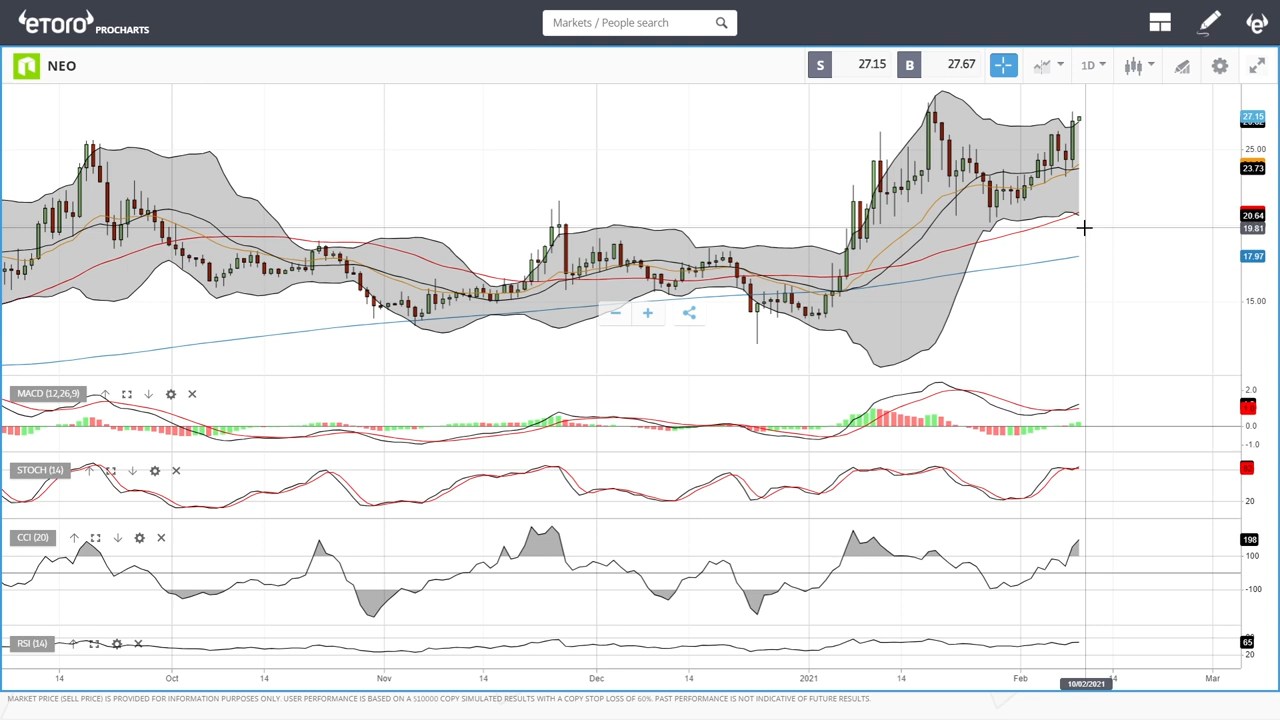 eToro PROCHARTS
Markets / People search
NEO
S 27.15 B 27.67
1D
27.15
25.00
23.73
20.64
19.81
17.97
15.00
MACD (12,26,9)
2.0
0.0
-1.0
STOCH (14)
20
CCI (20)
198
100
-100
RSI (14)
65
20
14 Oct 14 Nov 14 Dec 14 2021 14 Feb 14 Mar
10/02/2021
MARKET PRICE (SELL PRICE) IS PROVIDED FOR INFORMATION PURPOSES ONLY. USER PERFORMANCE IS BASED ON A $10000 COPY SIMULATED RESULTS WITH A COPY STOP LOSS OF 60%. PAST PERFORMANCE IS NOT INDICATIVE OF FUTURE RESULTS.